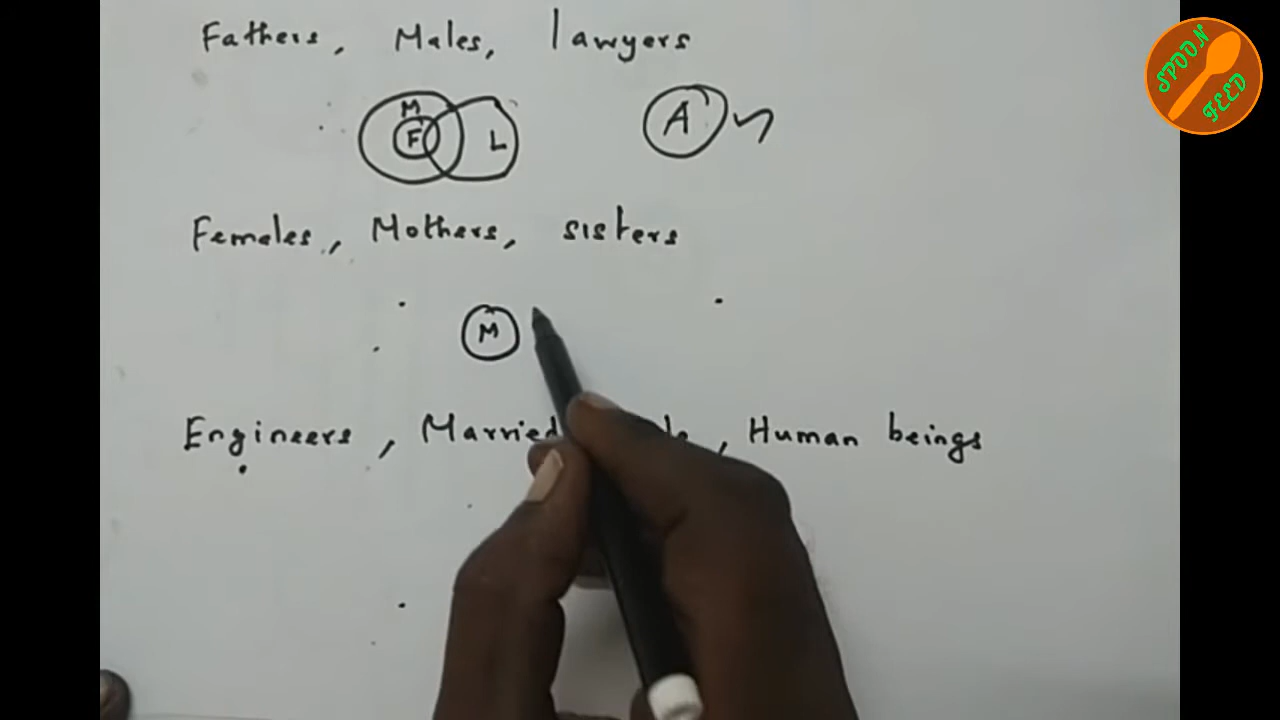 Fathers, Males, lawyers
SPOON FEED
M F L A
Females, Mothers, sisters
M
Engineers, Married, Human beings